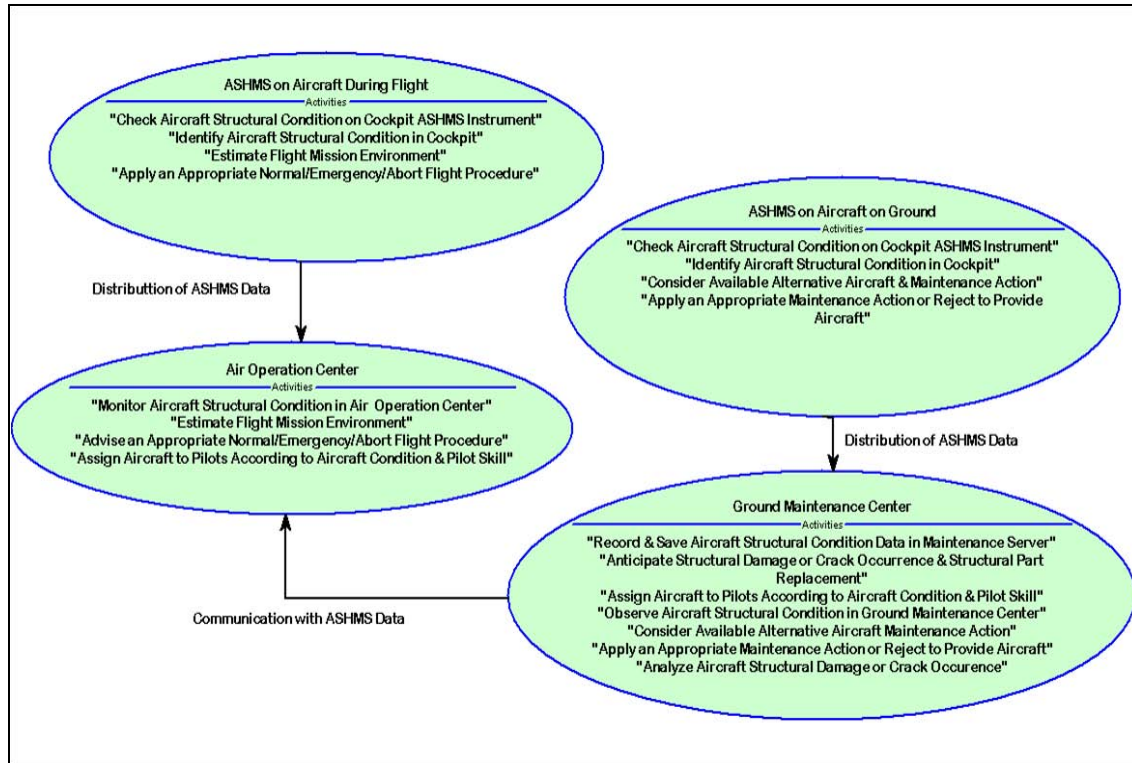 ASHMS on Aircraft During Flight
Activities
"Check Aircraft Structural Condition on Cockpit ASHMS Instrument"
"Identify Aircraft Structural Condition in Cockpit"
"Estimate Flight Mission Environment"
"Apply an Appropriate Normal/Emergency/Abort Flight Procedure"
ASHMS on Aircraft on Ground
Activities
"Check Aircraft Structural Condition on Cockpit ASHMS Instrument"
"Identify Aircraft Structural Condition in Cockpit"
"Consider Available Alternative Aircraft & Maintenance Action"
"Apply an Appropriate Maintenance Action or Reject to Provide
Aircraft"
Distributtion of ASHMS Data
Air Operation Center
Activities
"Monitor Aircraft Structural Condition in Air Operation Center"
"Estimate Flight Mission Environment"
"Advise an Appropriate Normal/Emergency/Abort Flight Procedure"
"Assign Aircraft to Pilots According to Aircraft Condition & Pilot Skill"
Distribution of ASHMS Data
Ground Maintenance Center
Activities
"Record & Save Aircraft Structural Condition Data in Maintenance Server"
"Anticipate Structural Damage or Crack Occurrence & Structural Part
Replacement"
"Assign Aircraft to Pilots According to Aircraft Condition & Pilot Skill"
"Observe Aircraft Structural Condition in Ground Maintenance Center"
"Consider Available Alternative Aircraft Maintenance Action"
"Apply an Appropriate Maintenance Action or Reject to Provide Aircraft"
"Analyze Aircraft Structural Damage or Crack Occurence"
Communication with ASHMS Data